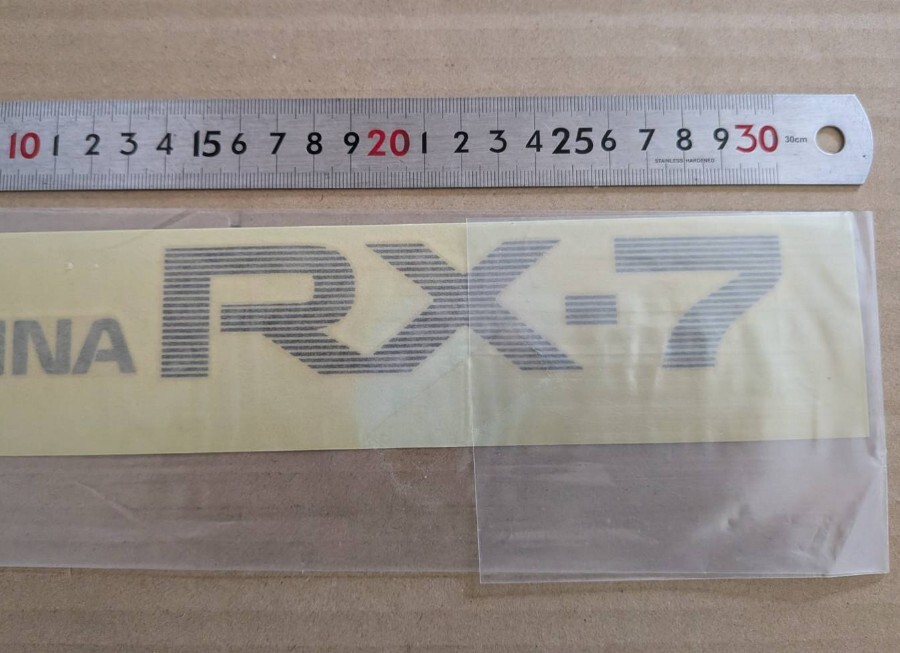 10 1 2 3 4 15 6 7 8 9 20 1 2 3 4 25 6 7 8 9 30 30cm
STAINLESS HARDENED
INA RX-7